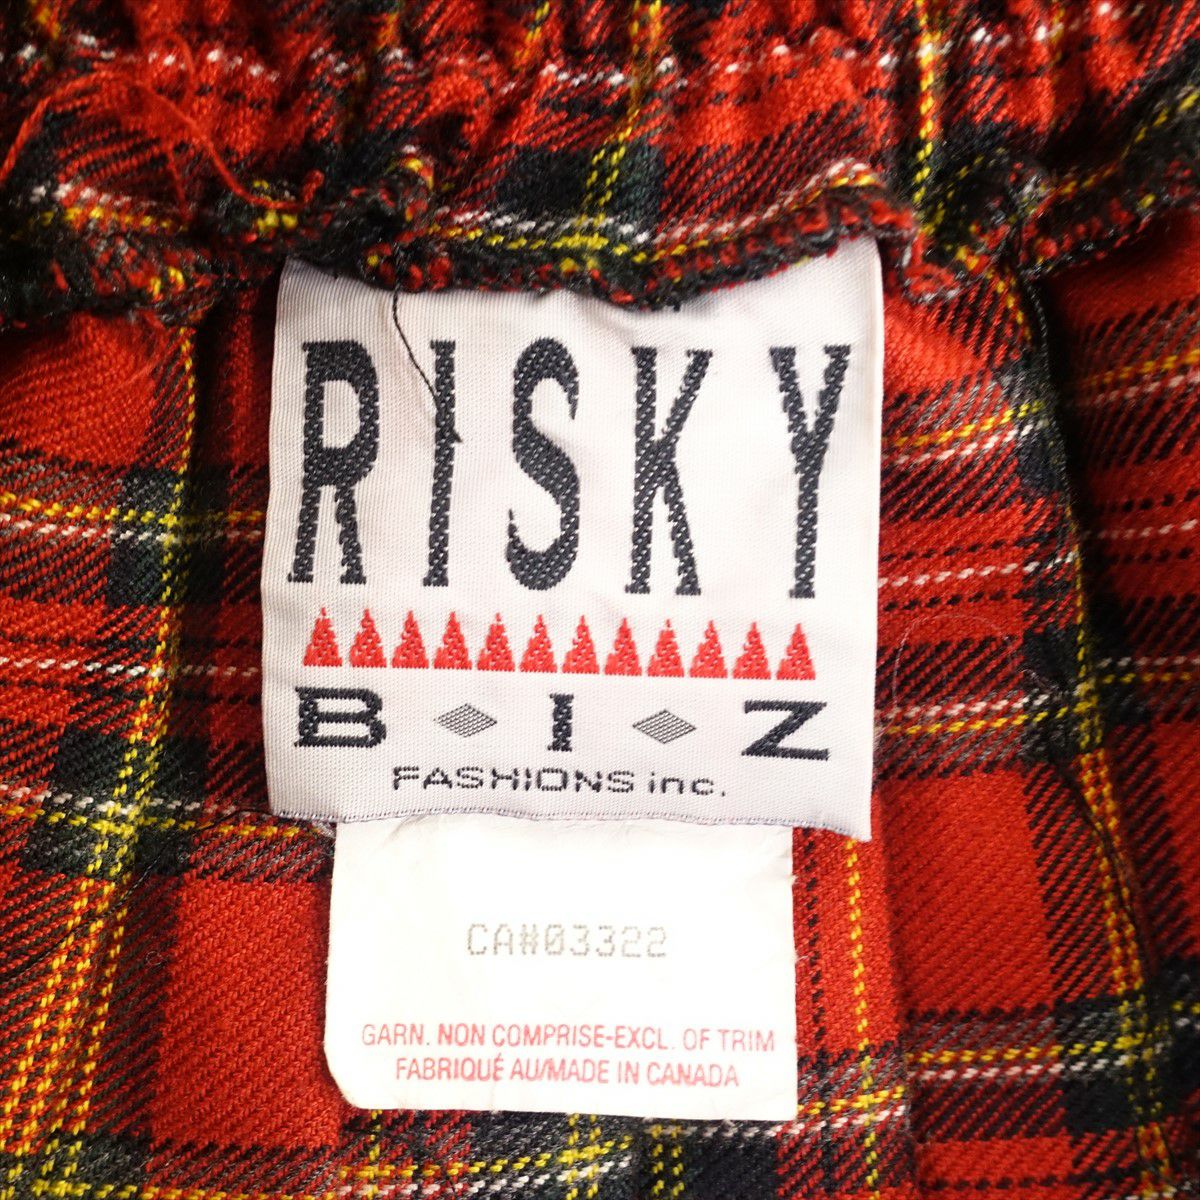 RISKY
B I Z
FASHIONS inc.
CA#03322
GARN. NON COMPRISE-EXCL. OF TRIM
FABRIQUÉ AU/MADE IN CANADA